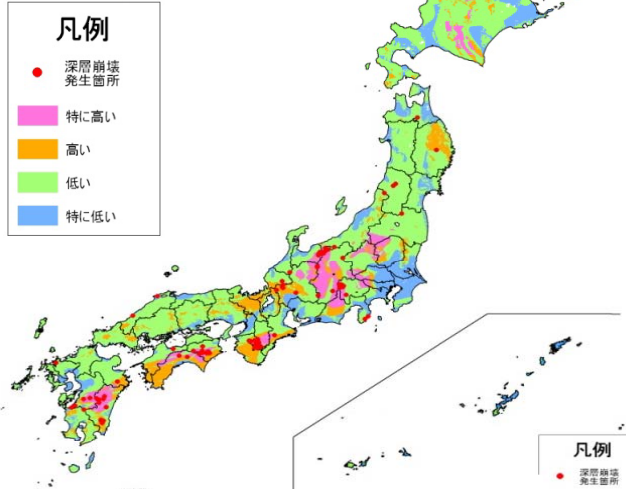 凡例
深層崩壊
発生箇所
特に高い
高い
低い
特に低い
凡例
深層崩壊
発生箇所